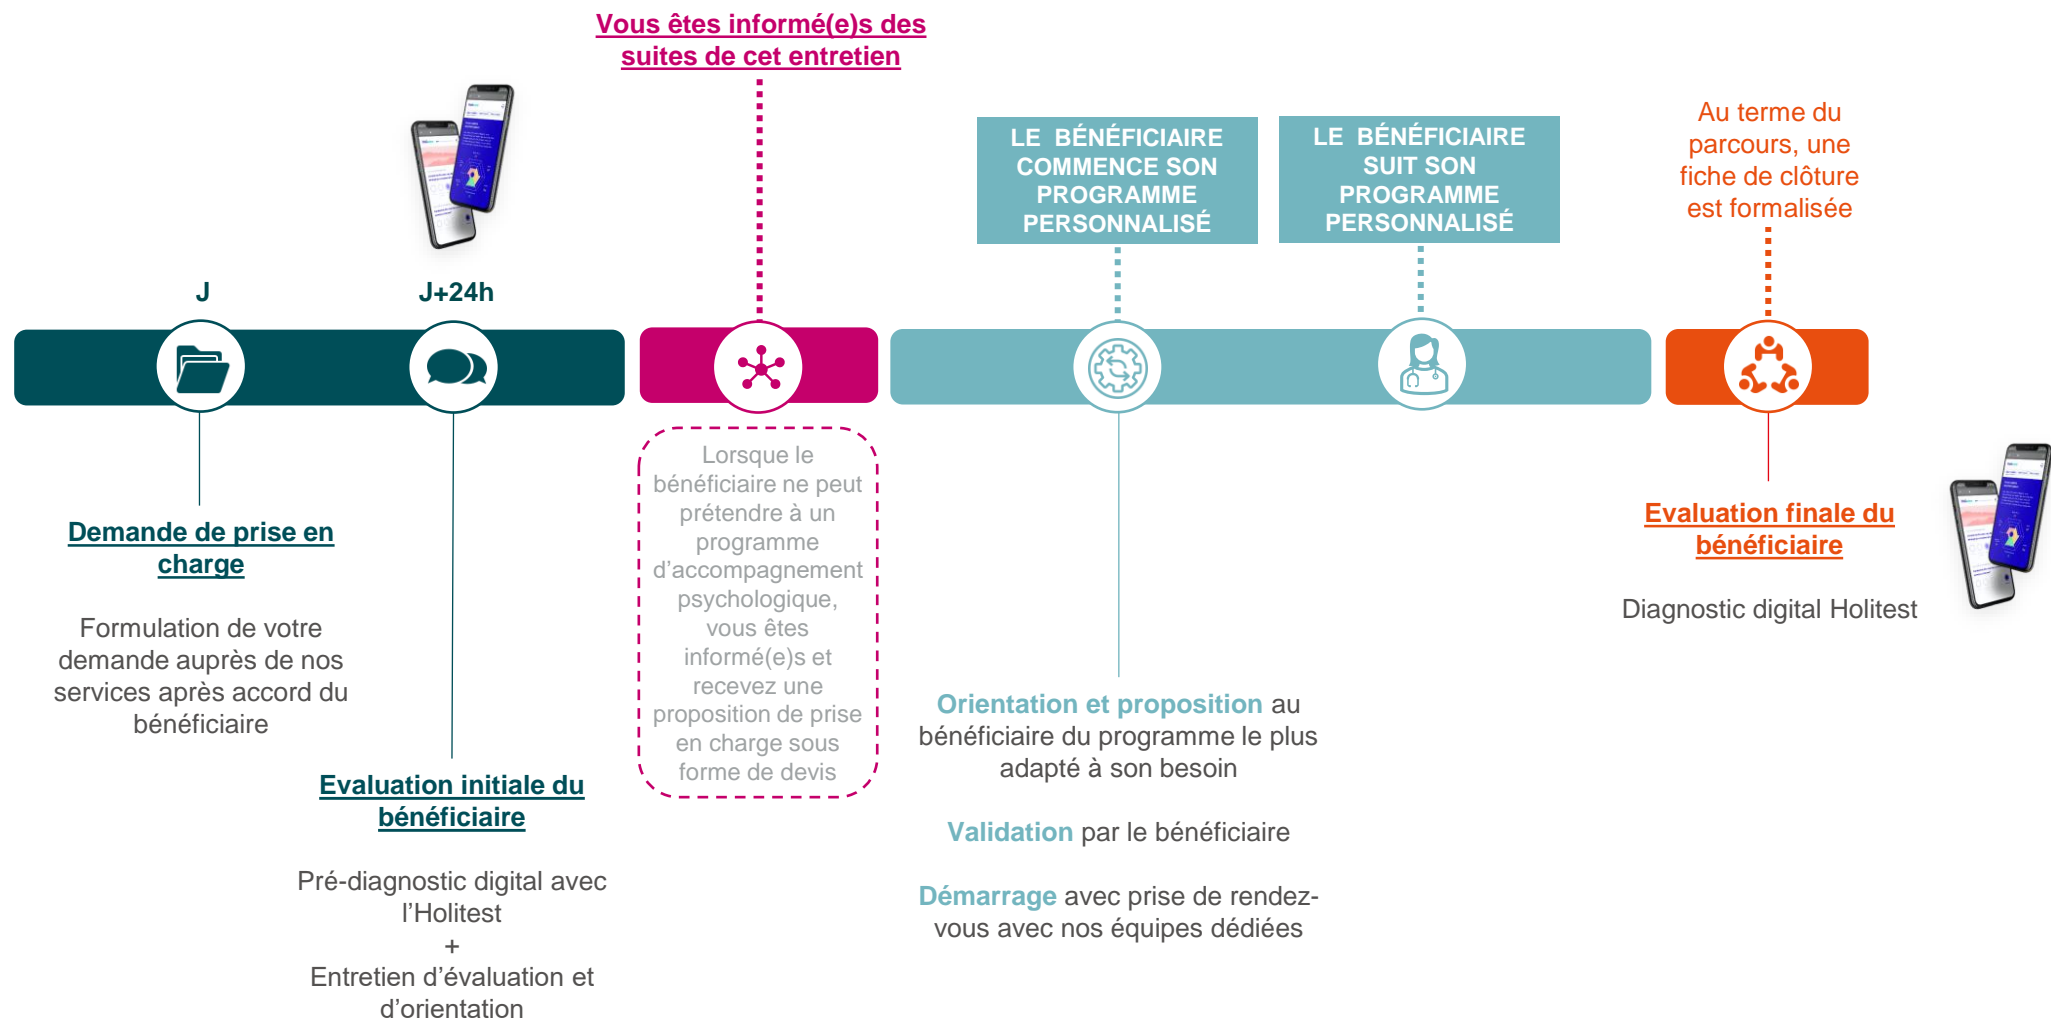 Vous êtes informé(e)s des
suites de cet entretien
LE BÉNÉFICIAIRE
COMMENCE SON
PROGRAMME
PERSONNALISÉ
LE BÉNÉFICIAIRE
SUIT SON
PROGRAMME
PERSONNALISÉ
Au terme du
parcours, une
fiche de clôture
est formalisée
J
J+24h
Demande de prise en
charge
Formulation de votre
demande auprès de nos
services après accord du
bénéficiaire
Evaluation initiale du
bénéficiaire
Pré-diagnostic digital avec
l’Holitest
+
Entretien d’évaluation et
d’orientation
Lorsque le
bénéficiaire ne peut
prétendre à un
programme
d’accompagnement
psychologique,
vous êtes
informé(e)s et
recevez une
proposition de prise
en charge sous
forme de devis
Orientation et proposition au
bénéficiaire du programme le plus
adapté à son besoin
Validation par le bénéficiaire
Démarrage avec prise de rendez-
vous avec nos équipes dédiées
Evaluation finale du
bénéficiaire
Diagnostic digital Holitest